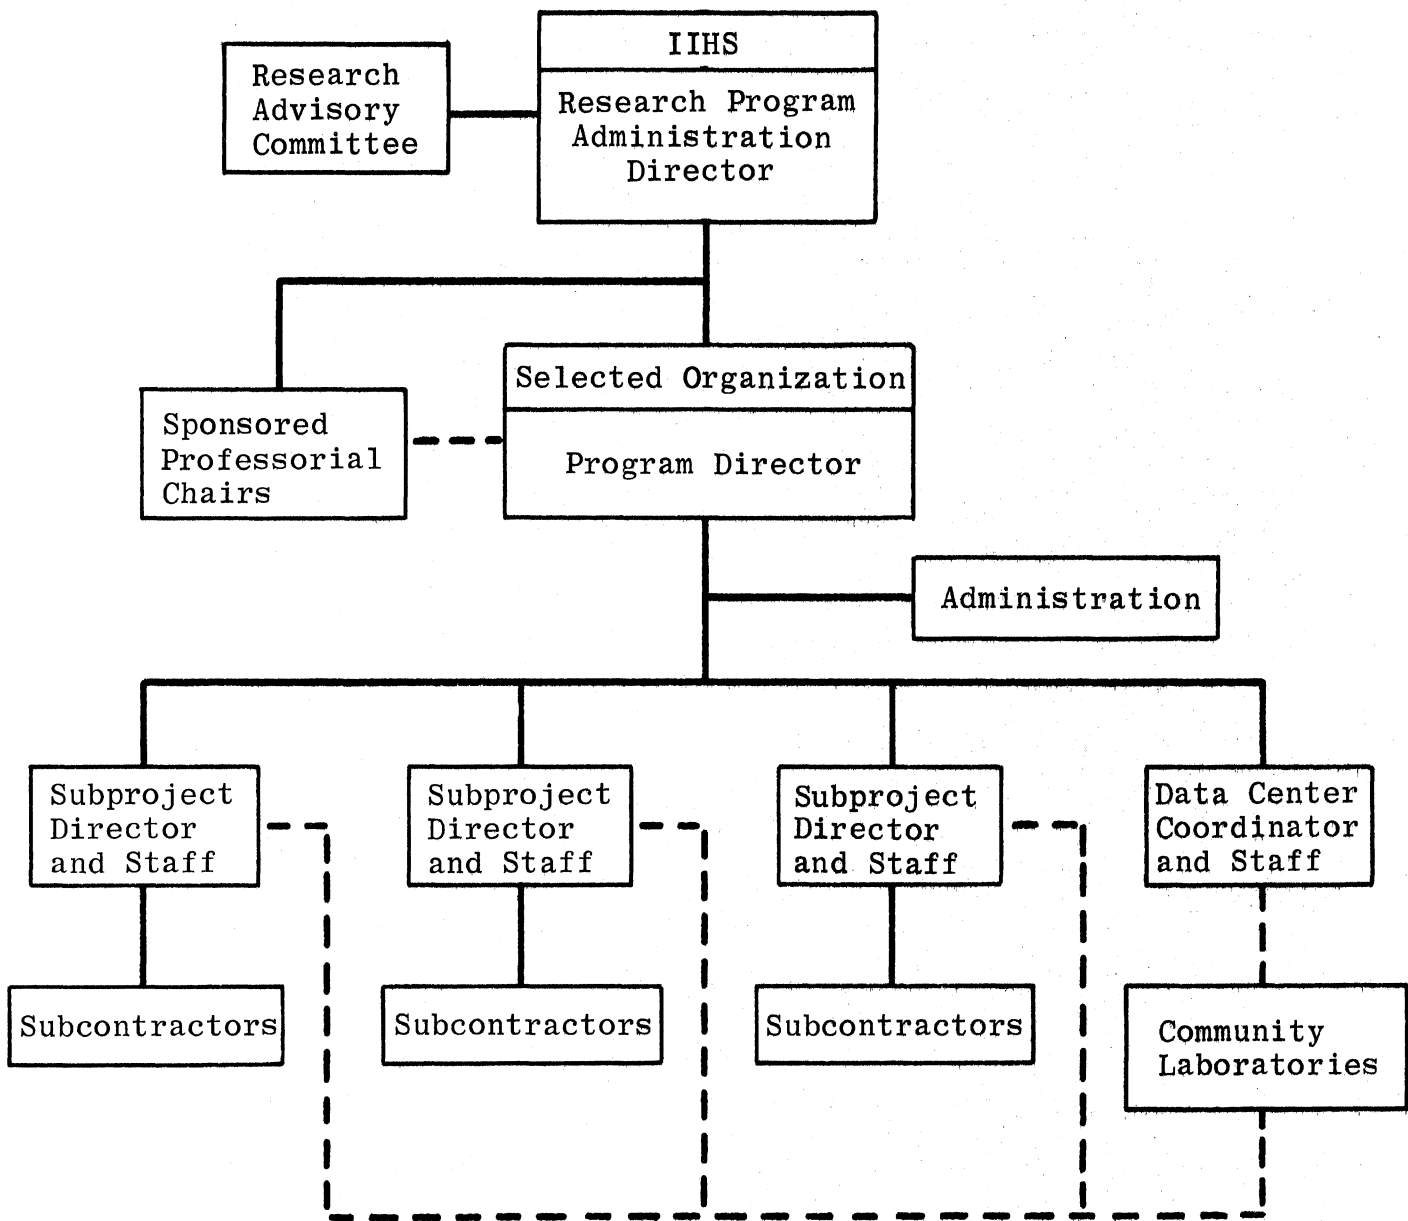 IIHS
Research
Advisory
Committee
Research Program
Administration
Director
Selected Organization
Sponsored
Professorial
Chairs
Program Director
Administration
Subproject
Director
and Staff
Subproject
Director
and Staff
Subproject
Director
and Staff
Data Center
Coordinator
and Staff
Subcontractors
Subcontractors
Subcontractors
Community
Laboratories